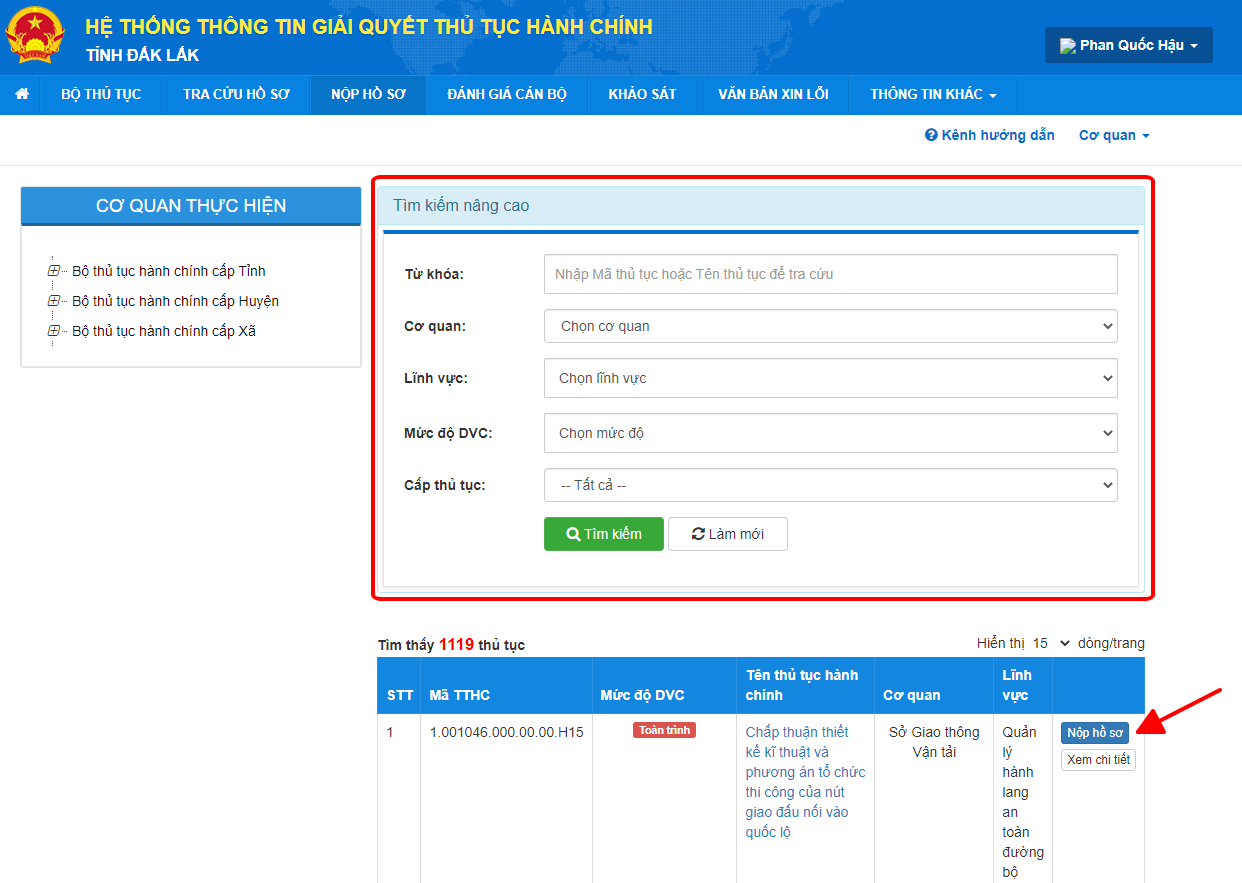 HỆ THỐNG THÔNG TIN GIẢI QUYẾT THỦ TỤC HÀNH CHÍNH
TỈNH ĐẮK LẮK
Phan Quốc Hậu
BỘ THỦ TỤC
TRA CỨU HỒ SƠ
NỘP HỒ SƠ
ĐÁNH GIÁ CÁN BỘ
KHẢO SÁT
VĂN BẢN XIN LỖI
THÔNG TIN KHÁC
Kênh hướng dẫn
Cơ quan
CƠ QUAN THỰC HIỆN
Bộ thủ tục hành chính cấp Tỉnh
Bộ thủ tục hành chính cấp Huyện
Bộ thủ tục hành chính cấp Xã
Tìm kiếm nâng cao
Từ khóa:
Nhập Mã thủ tục hoặc Tên thủ tục để tra cứu
Cơ quan:
Chọn cơ quan
Lĩnh vực:
Chọn lĩnh vực
Mức độ DVC:
Chọn mức độ
Cấp thủ tục:
-- Tất cả --
Tìm kiếm
Làm mới
Tìm thấy 1119 thủ tục
Hiển thị 15 dòng/trang
STT
Mã TTHC
Mức độ DVC
Tên thủ tục hành
chính
Cơ quan
Lĩnh
vực
1
1.001046.000.00.00.H15
Toàn trình
Chấp thuận thiết
kế kĩ thuật và
phương án tổ chức
thi công của nút
giao đấu nối vào
quốc lộ
Sở Giao thông
Vận tải
Quản
lý
hành
lang
an
toàn
đường
bộ
Nộp hồ sơ
Xem chi tiết